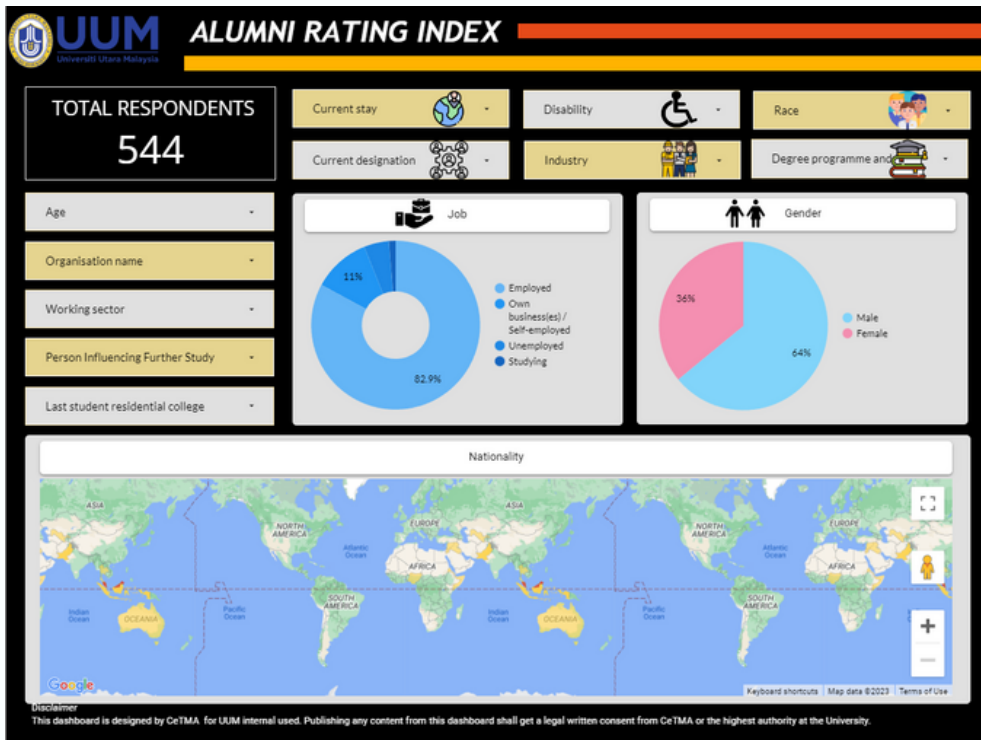 UUM
Universiti Utara Malaysia
ALUMNI RATING INDEX
TOTAL RESPONDENTS
544
Current stay
Disability
Race
Current designation
Industry
Degree programme and
Age
Organisation name
Working sector
Person Influencing Further Study
Last student residential college
Job
11%
82.9%
Employed
Own
business(es) /
Self-employed
Unemployed
Studying
Gender
36%
64%
Male
Female
Nationality
ASIA
NORTH
AMERICA
EUROPE
ASIA
NORTH
AMERICA
EUROPE
Atlantic
Ocean
Atlantic
Ocean
AFRICA
AFRICA
SOUTH
AMERICA
SOUTH
AMERICA
Indian
Ocean
OCEANIA
Pacific
Ocean
Indian
Ocean
OCEANIA
Pacific
Ocean
Google
Keyboard shortcuts
Map data ©2023
Terms of Use
Disclaimer
This dashboard is designed by CeTMA for UUM internal used. Publishing any content from this dashboard shall get a legal written consent from CeTMA or the highest authority at the University.